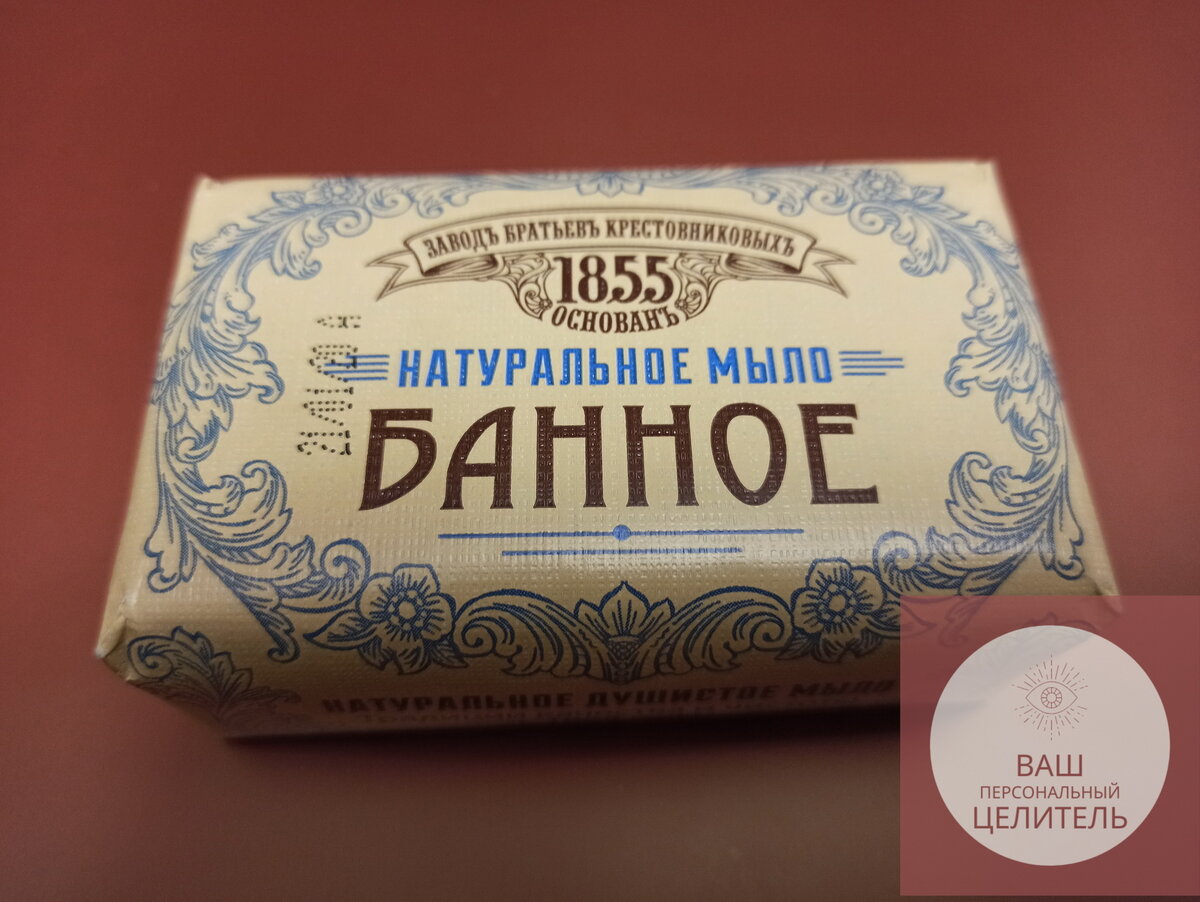 ЗАВОДЪ БРАТЬЕВЪ КРЕСТОВНИКОВЫХЪ
1855
ОСНОВАНЪ
НАТУРАЛЬНОЕ МЫЛО
БАННОЕ
НАТУРАЛЬНОЕ ДУШИСТОЕ МЫЛО
ВАШ
ПЕРСОНАЛЬНЫЙ
ЦЕЛИТЕЛЬ